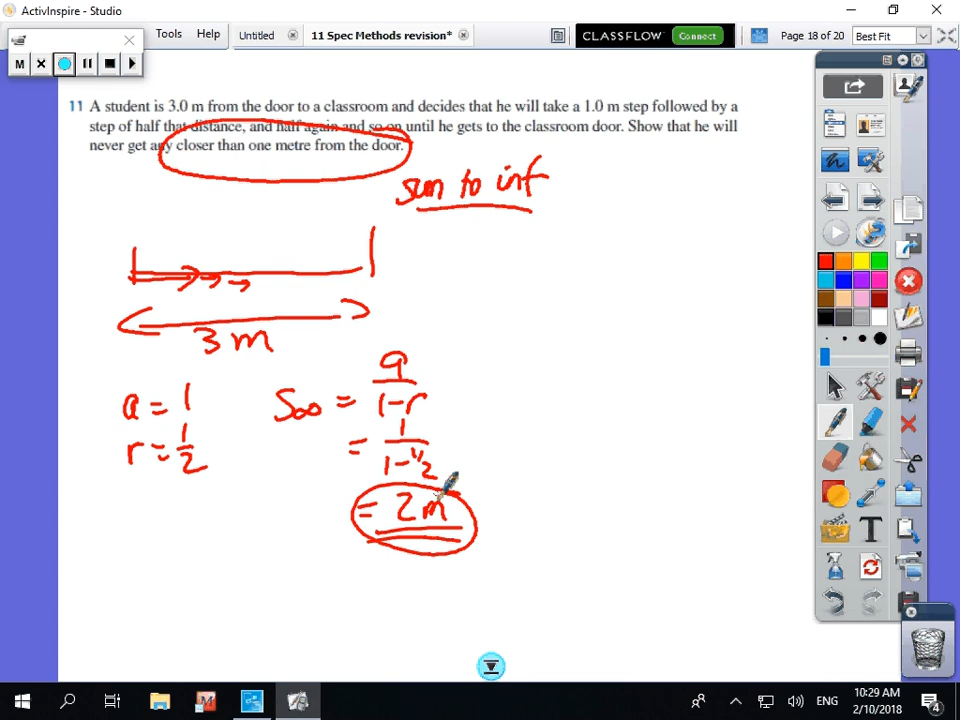 ActivInspire - Studio
Tools Help Untitled 11 Spec Methods revision* CLASSFLOW Connect Page 18 of 20 Best Fit
M
11 A student is 3.0 m from the door to a classroom and decides that he will take a 1.0 m step followed by a
step of half that distance, and half again and so on until he gets to the classroom door. Show that he will
never get any closer than one metre from the door.
sum to inf
3 m
a = 1
r = 1/2
S∞ = a/(1-r)
= 1/(1-1/2)
= 2m
T
ENG
10:29 AM
2/10/2018
4